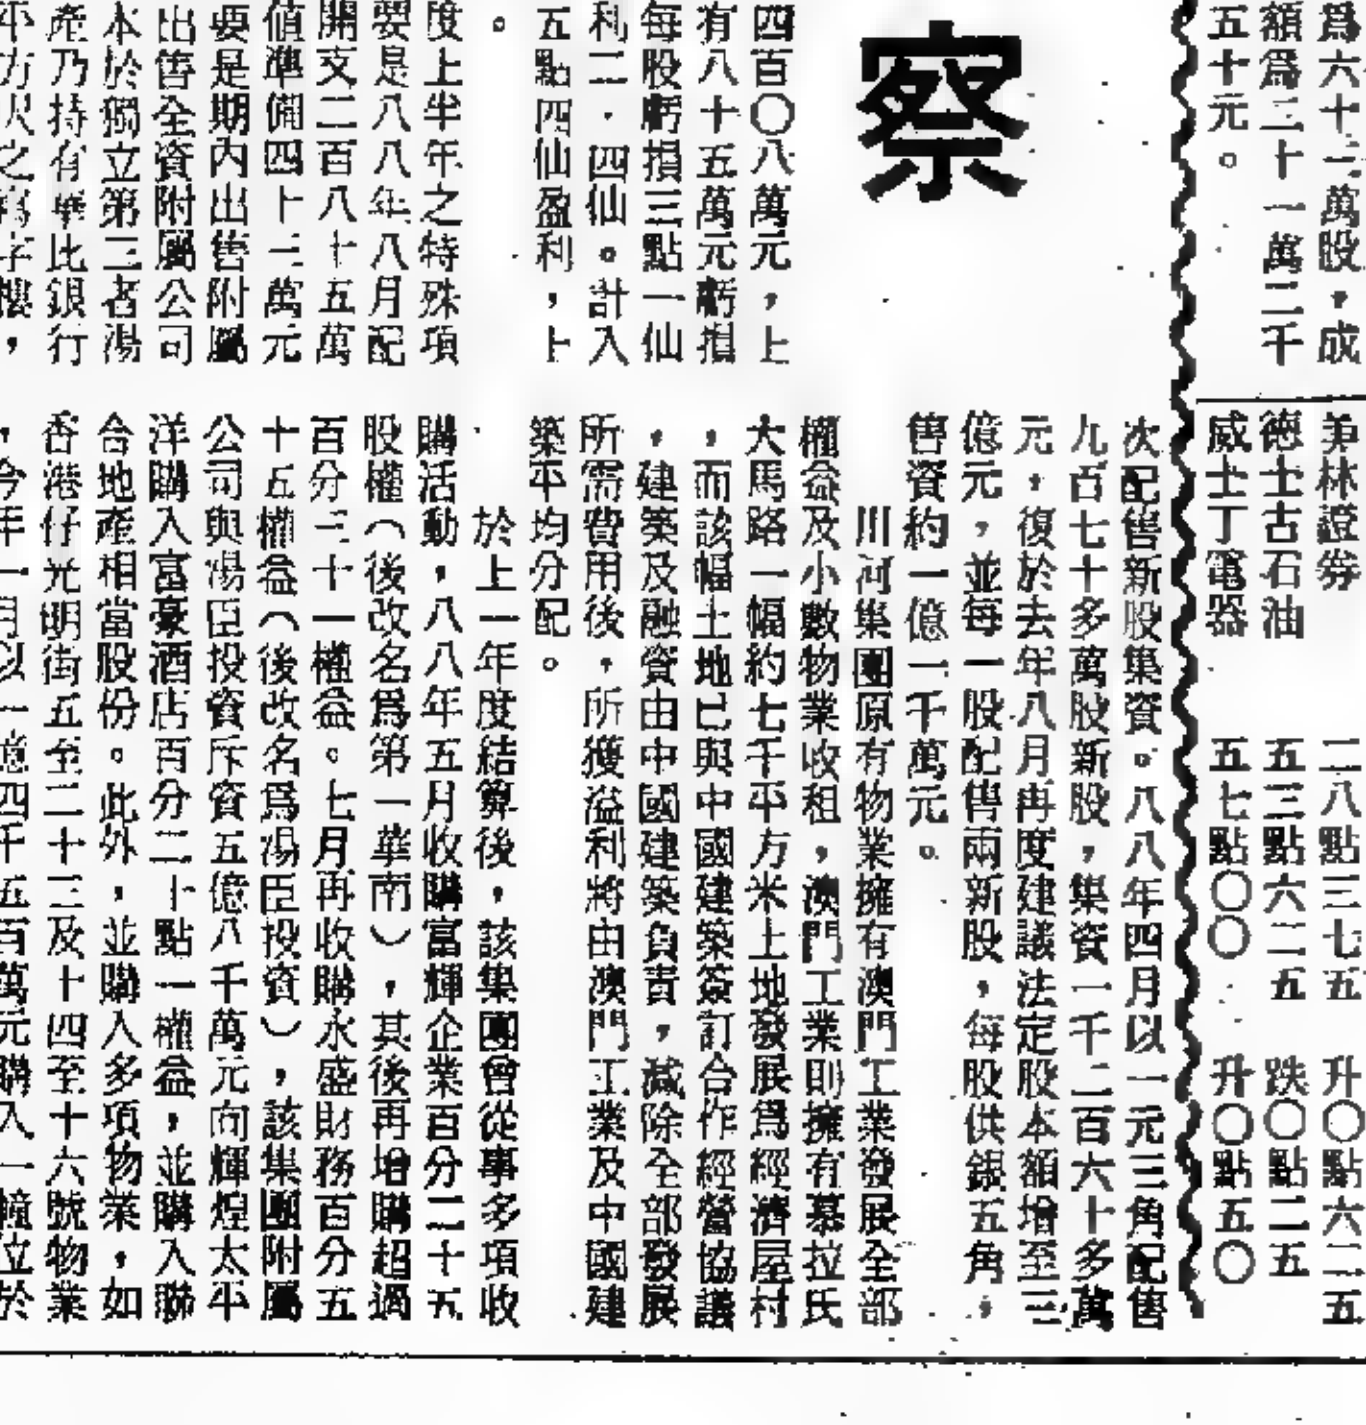 爲六十二萬股，成
額爲三十一萬二千
五十元。
美林證券　二八點三七五　升〇點六二五
德士古石油　五三點六二五　跌〇點二五
威士丁電器　五七點〇〇　升〇點五〇
察
四百〇八萬元，上
有八十五萬元虧損
每股虧損三點一仙
利二．四仙。計入
五點四仙盈利，上
。
度上半年之特殊項
要是八八年八月配
開支二百八十五萬
値準備四十三萬元
要是期內出售附屬
出售全資附屬公司
本於獨立第三者湯
產乃持有華比銀行
平方呎之寫字樓，
次配售新股集資。八八年四月以一元三角配售
九百七十多萬股新股，集資一千二百六十多萬
元，復於去年八月再度建議法定股本額增至三
億元，並每一股配售兩新股，每股供銀五角，
售資約一億一千萬元。
川河集團原有物業擁有澳門工業發展全部
權益及小數物業收租，澳門工業則擁有慕拉氏
大馬路一幅約七千平方米土地發展爲經濟屋村
，而該幅土地已與中國建築簽訂合作經營協議
，建築及融資由中國建築負責，減除全部發展
所需費用後，所獲溢利將由澳門工業及中國建
築平均分配。
於上一年度結算後，該集團曾從事多項收
購活動，八八年五月收購富輝企業百分二十五
股權（後改名爲第一華南），其後再增購超過
百分三十一權益。七月再收購永盛財務百分五
十五權益（後改名爲湯臣投資），該集團附屬
公司與湯臣投資斥資五億八千萬元向輝煌太平
洋購入富豪酒店百分二十點一權益，並購入聯
合地產相當股份。此外，並購入多項物業，如
香港仔光明街五至二十三及十四至十六號物業
，今年一月以一億四千五百萬元購入一幢位於